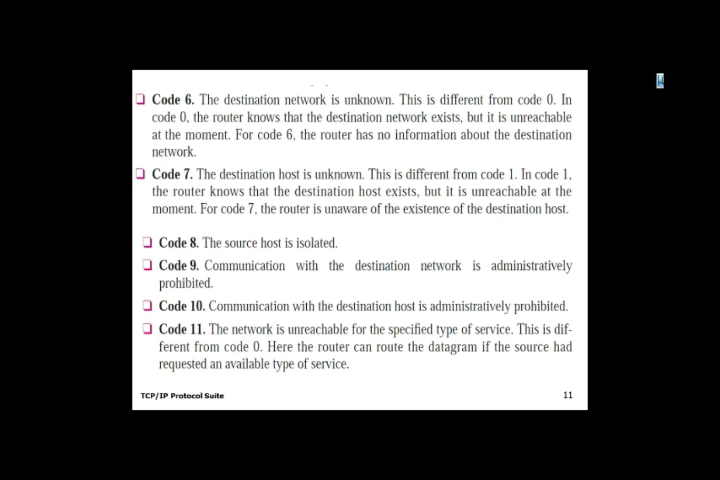 ❑ Code 6. The destination network is unknown. This is different from code 0. In
code 0, the router knows that the destination network exists, but it is unreachable
at the moment. For code 6, the router has no information about the destination
network.
❑ Code 7. The destination host is unknown. This is different from code 1. In code 1,
the router knows that the destination host exists, but it is unreachable at the
moment. For code 7, the router is unaware of the existence of the destination host.
❑ Code 8. The source host is isolated.
❑ Code 9. Communication with the destination network is administratively
prohibited.
❑ Code 10. Communication with the destination host is administratively prohibited.
❑ Code 11. The network is unreachable for the specified type of service. This is dif-
ferent from code 0. Here the router can route the datagram if the source had
requested an available type of service.
TCP/IP Protocol Suite
11